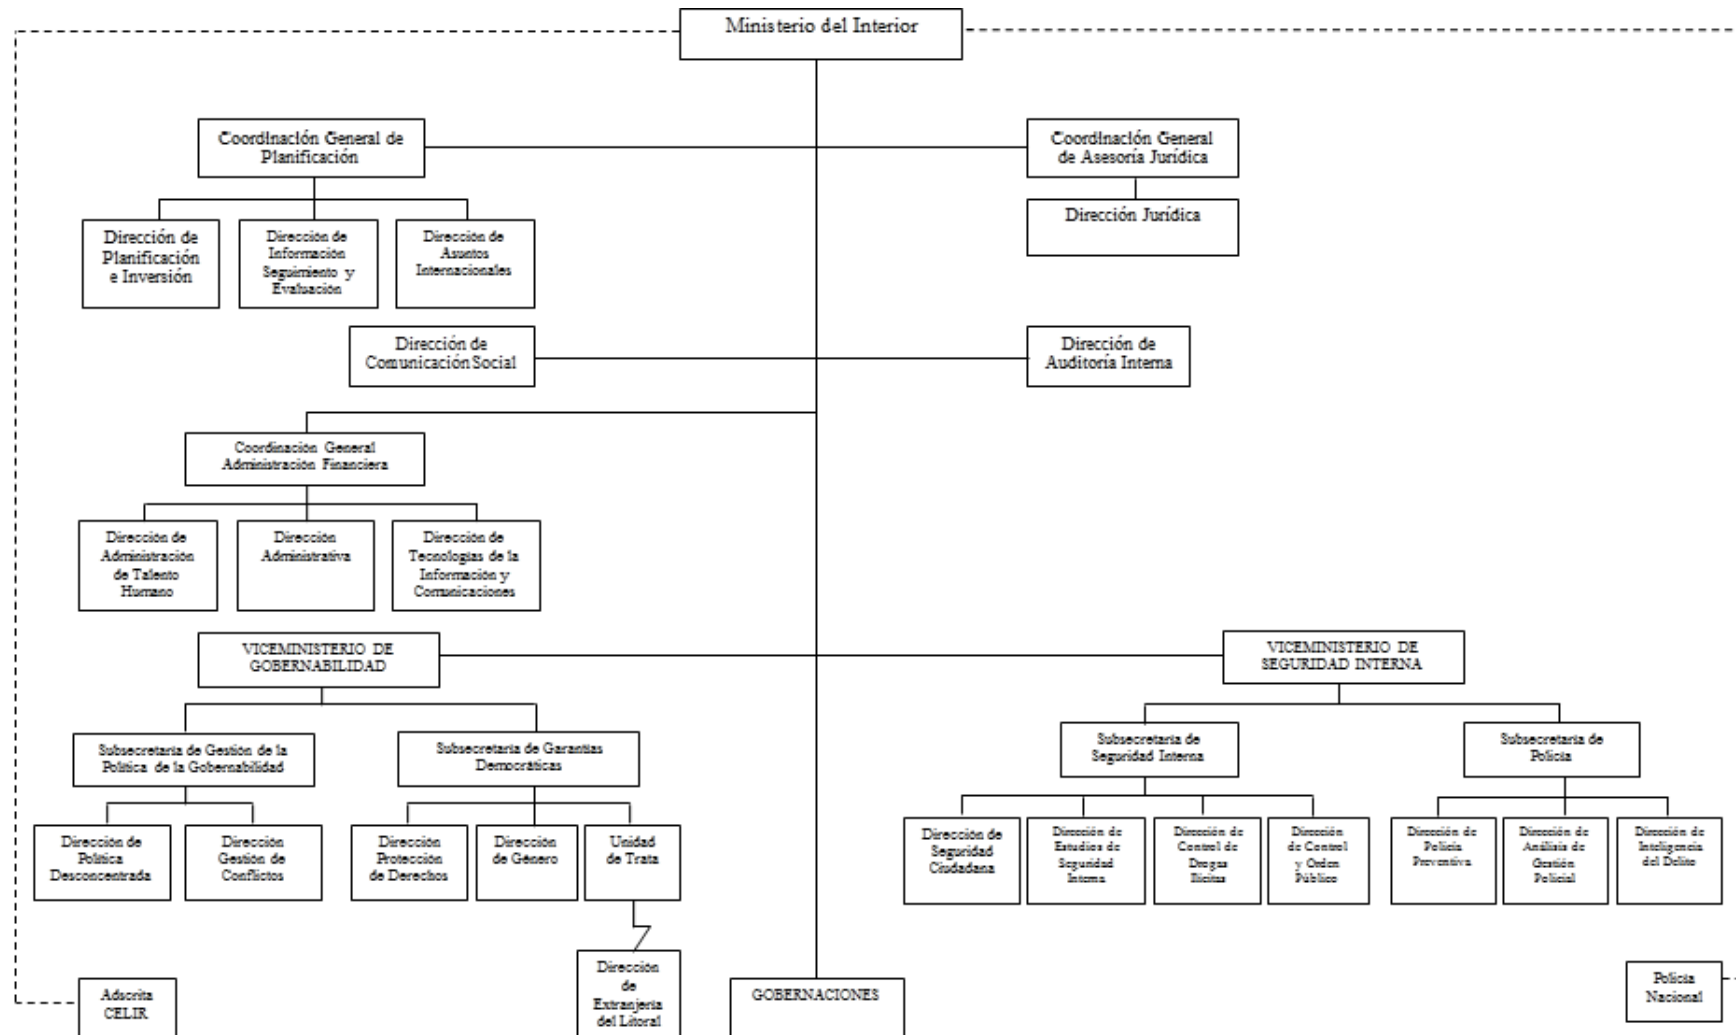 Ministerio del Interior
Coordinación General de
Planificación
Coordinación General
de Asesoría Jurídica
Dirección de
Planificación
e Inversión
Dirección de
Información
Seguimiento y
Evaluación
Dirección de
Asuntos
Internacionales
Dirección Jurídica
Dirección de
Comunicación Social
Dirección de
Auditoría Interna
Coordinación General
Administración Financiera
Dirección de
Administración
de Talento
Humano
Dirección
Administrativa
Dirección de
Tecnologías de la
Información y
Comunicaciones
VICEMINISTERIO DE
GOBERNABILIDAD
VICEMINISTERIO DE
SEGURIDAD INTERNA
Subsecretaria de Gestión de la
Política de la Gobernabilidad
Subsecretaria de Garantías
Democráticas
Subsecretaria de
Seguridad Interna
Subsecretaria de
Policía
Dirección de
Política
Desconcentrada
Dirección
Gestión de
Conflictos
Dirección
Protección
de Derechos
Dirección
de Género
Unidad
de Trata
Dirección de
Seguridad
Ciudadana
Dirección de
Estudios de
Seguridad
Interna
Dirección de
Control de
Drogas
Ilícitas
Dirección
de Control
y Orden
Público
Dirección de
Policía
Preventiva
Dirección de
Análisis de
Gestión
Policial
Dirección de
Inteligencia
del Delito
Adscrita
CELIR
Dirección
de
Extranjería
del Litoral
GOBERNACIONES
Policía
Nacional